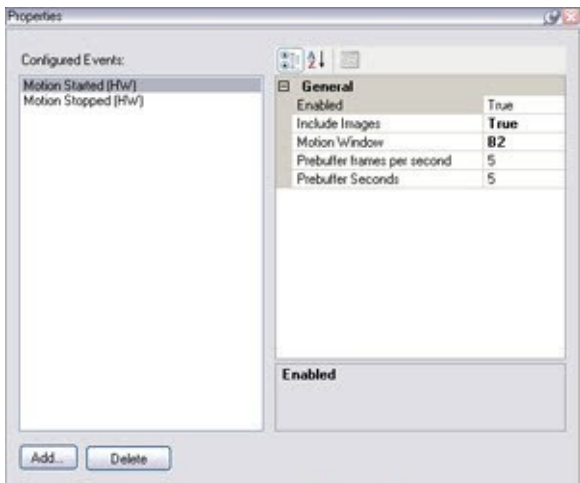 Properties
Configured Events:
Motion Started (HW)
Motion Stopped (HW)
General
Enabled True
Include Images True
Motion Window B2
Prebuffer frames per second 5
Prebuffer Seconds 5
Enabled
Add... Delete